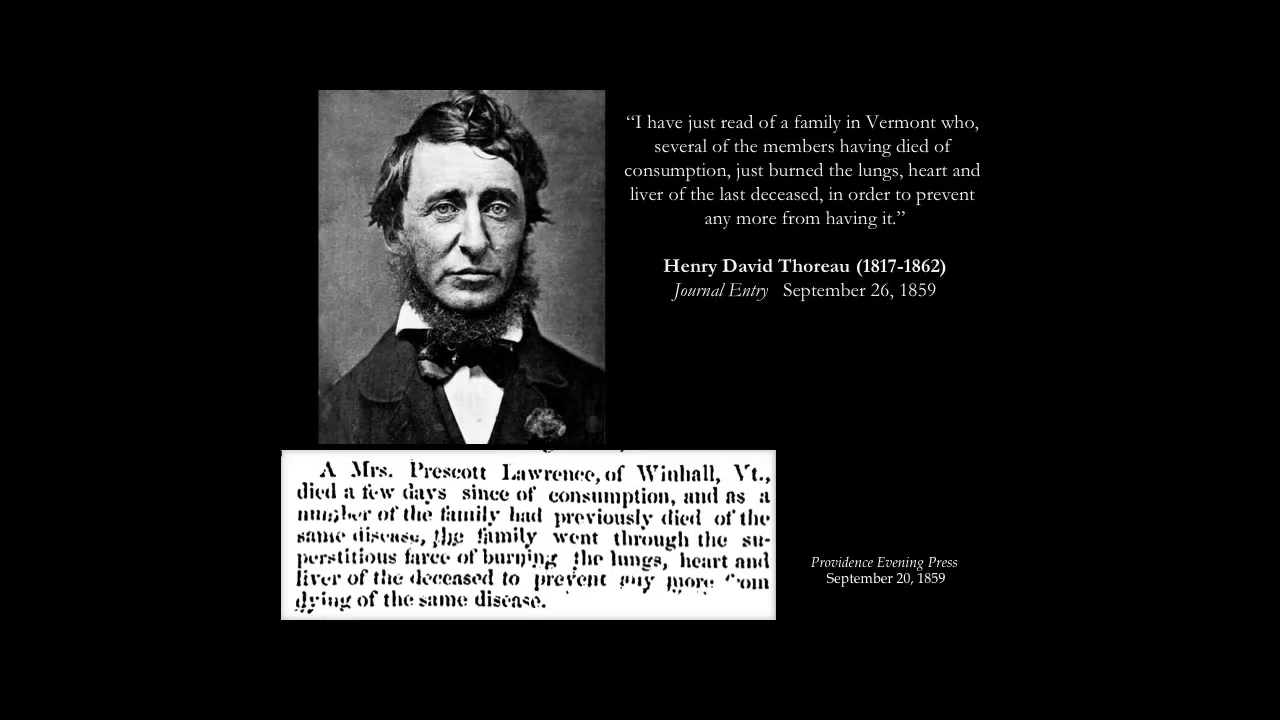 “I have just read of a family in Vermont who,
several of the members having died of
consumption, just burned the lungs, heart and
liver of the last deceased, in order to prevent
any more from having it.”
Henry David Thoreau (1817-1862)
Journal Entry September 26, 1859
A Mrs. Prescott Lawrence, of Winhall, Vt.,
died a few days since of consumption, and as a
number of the family had previously died of the
same disease, the family went through the su-
perstitious farce of burning the lungs, heart and
liver of the deceased to prevent any more from
dying of the same disease.
Providence Evening Press
September 20, 1859